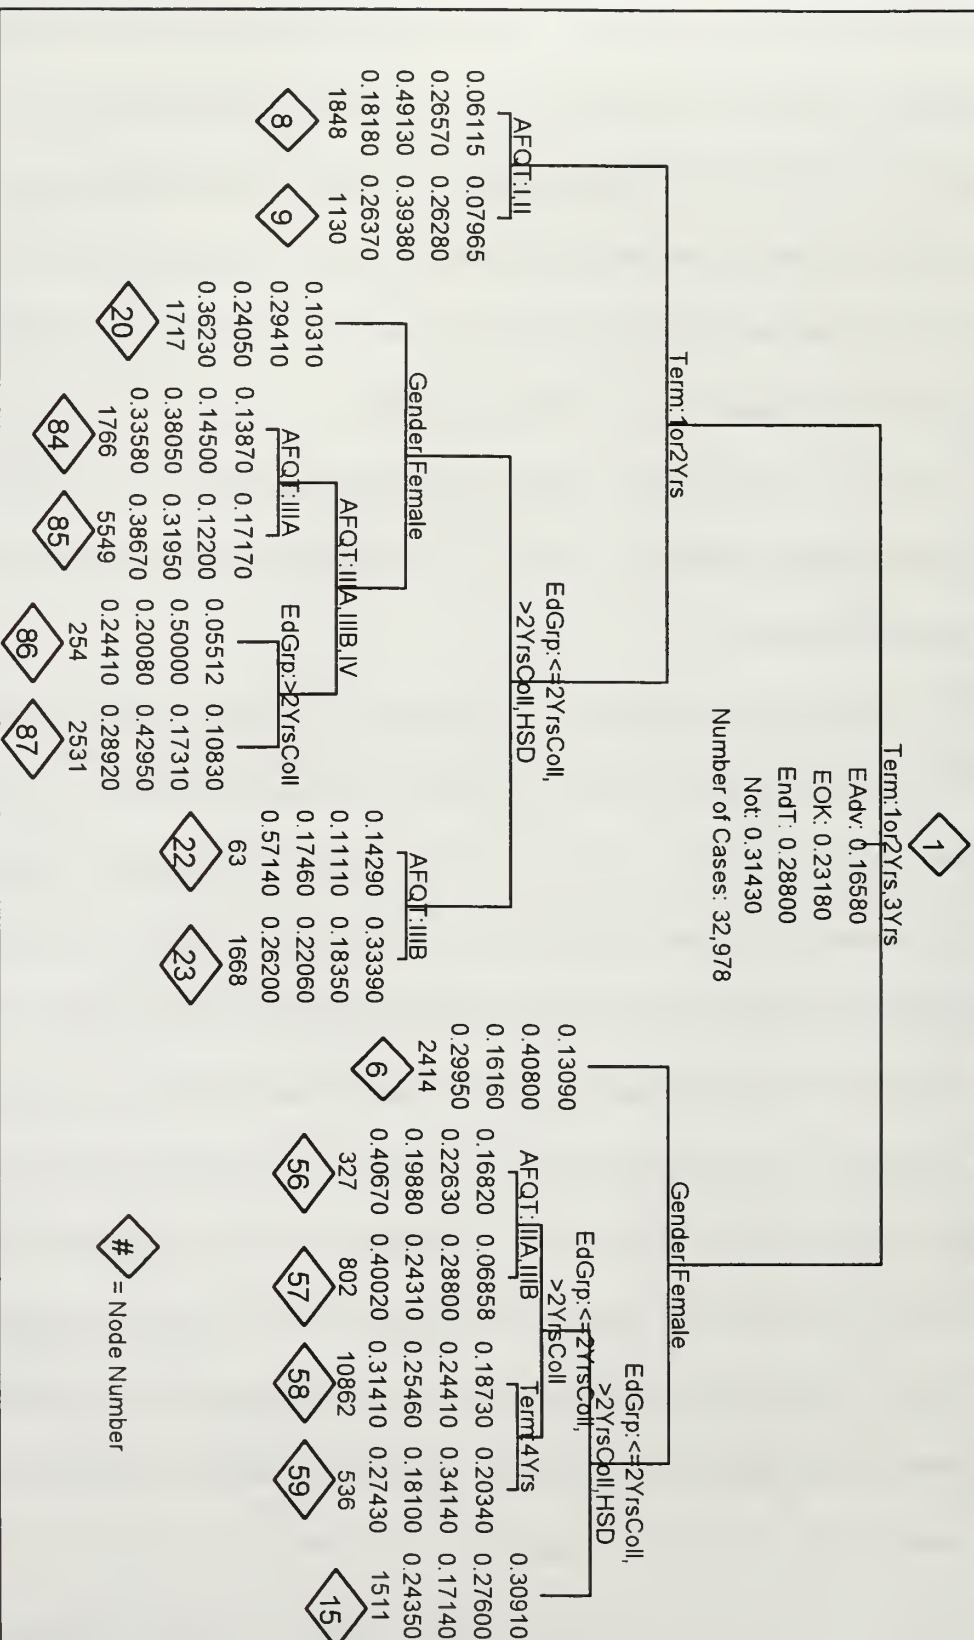 1
Term:1or2Yrs,3Yrs
EAdv: 0.16580
EOK: 0.23180
EndT: 0.28800
Not: 0.31430
Number of Cases: 32,978
Term:1or2Yrs
Gender:Female
AFQT:I,II
0.06115 0.07965
0.26570 0.26280
0.49130 0.39380
0.18180 0.26370
1848 1130
8 9
EdGrp:<=2YrsColl,
>2YrsColl,HSD
Gender:Female
0.10310
0.29410
0.24050
0.36230
1717
20
AFQT:IIIA,IIIB,IV
AFQT:IIIA
0.13870 0.17170
0.14500 0.12200
0.38050 0.31950
0.33580 0.38670
1766 5549
84 85
EdGrp:>2YrsColl
0.05512 0.10830
0.50000 0.17310
0.20080 0.42950
0.24410 0.28920
254 2531
86 87
AFQT:IIIB
0.14290 0.33390
0.11110 0.18350
0.17460 0.22060
0.57140 0.26200
63 1668
22 23
0.13090
0.40800
0.16160
0.29950
2414
6
EdGrp:<=2YrsColl,
>2YrsColl,HSD
EdGrp:<=2YrsColl,
>2YrsColl
AFQT:IIIA,IIIB
0.16820 0.06858
0.22630 0.28800
0.19880 0.24310
0.40670 0.40020
327 802
56 57
Term:4Yrs
0.18730 0.20340
0.24410 0.34140
0.25460 0.18100
0.31410 0.27430
10862 536
58 59
0.30910
0.27600
0.17140
0.24350
1511
15
# = Node Number